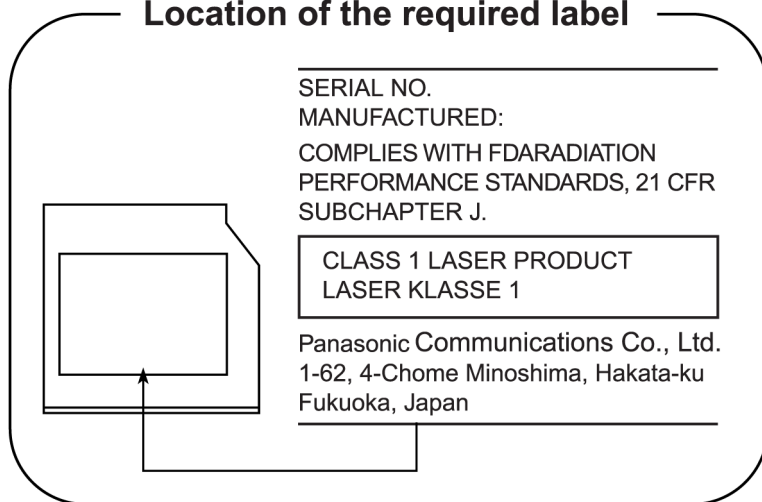 Location of the required label
SERIAL NO.
MANUFACTURED:
COMPLIES WITH FDARADIATION
PERFORMANCE STANDARDS, 21 CFR
SUBCHAPTER J.
CLASS 1 LASER PRODUCT
LASER KLASSE 1
Panasonic Communications Co., Ltd.
1-62, 4-Chome Minoshima, Hakata-ku
Fukuoka, Japan